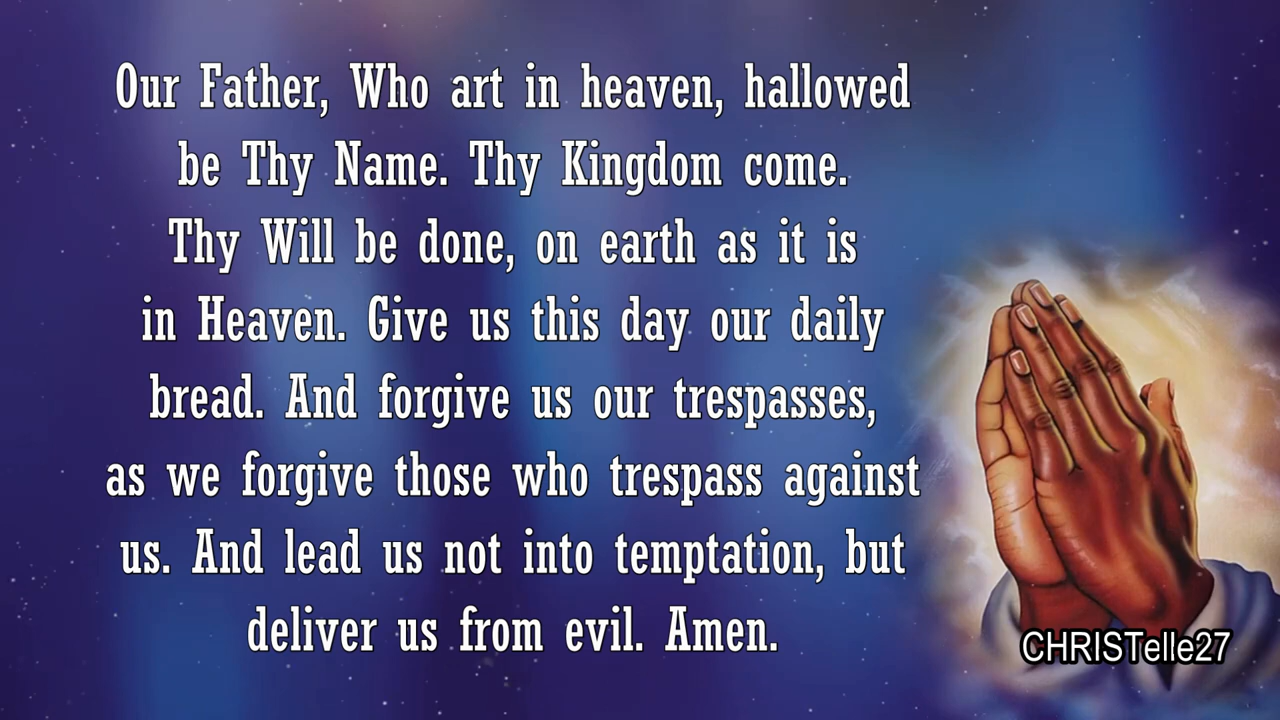 Our Father, Who art in heaven, hallowed
be Thy Name. Thy Kingdom come.
Thy Will be done, on earth as it is
in Heaven. Give us this day our daily
bread. And forgive us our trespasses,
as we forgive those who trespass against
us. And lead us not into temptation, but
deliver us from evil. Amen.
CHRISTelle27